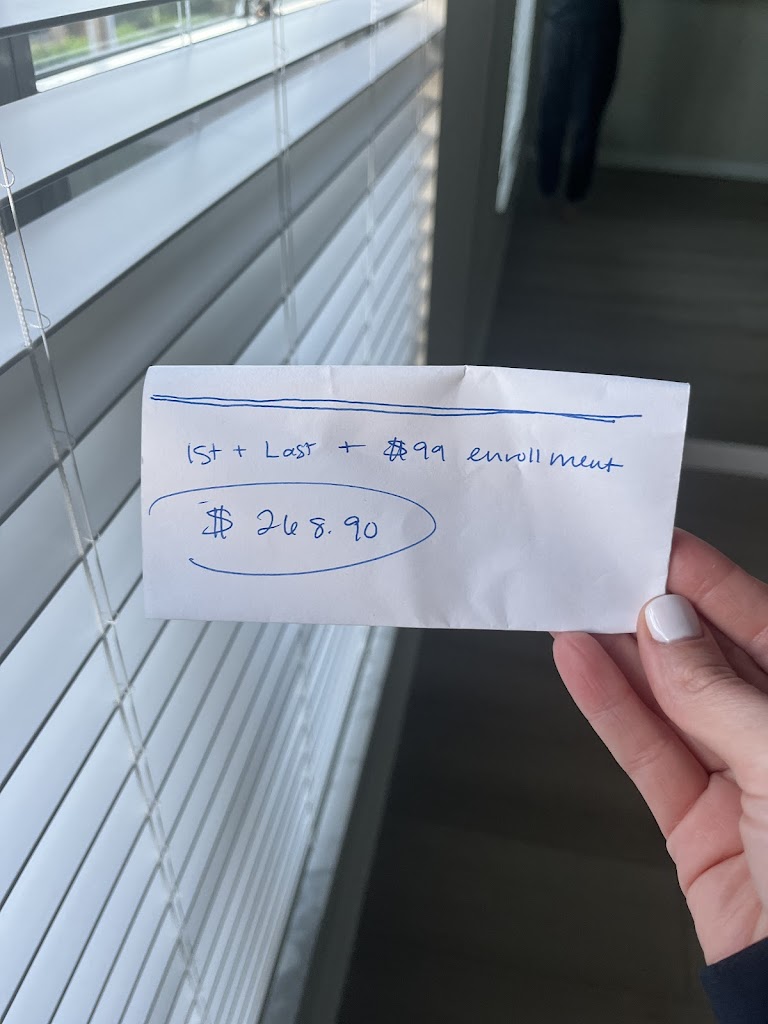 1st + Last + $99 enrollment
$ 268.90